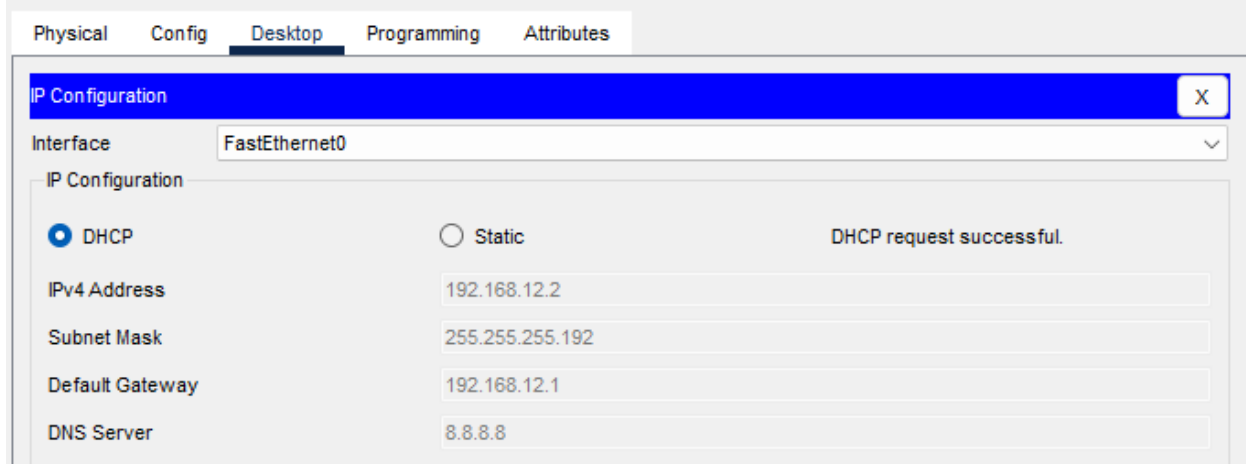 Physical Config Desktop Programming Attributes
IP Configuration X
Interface FastEthernet0
IP Configuration
DHCP Static DHCP request successful.
IPv4 Address 192.168.12.2
Subnet Mask 255.255.255.192
Default Gateway 192.168.12.1
DNS Server 8.8.8.8